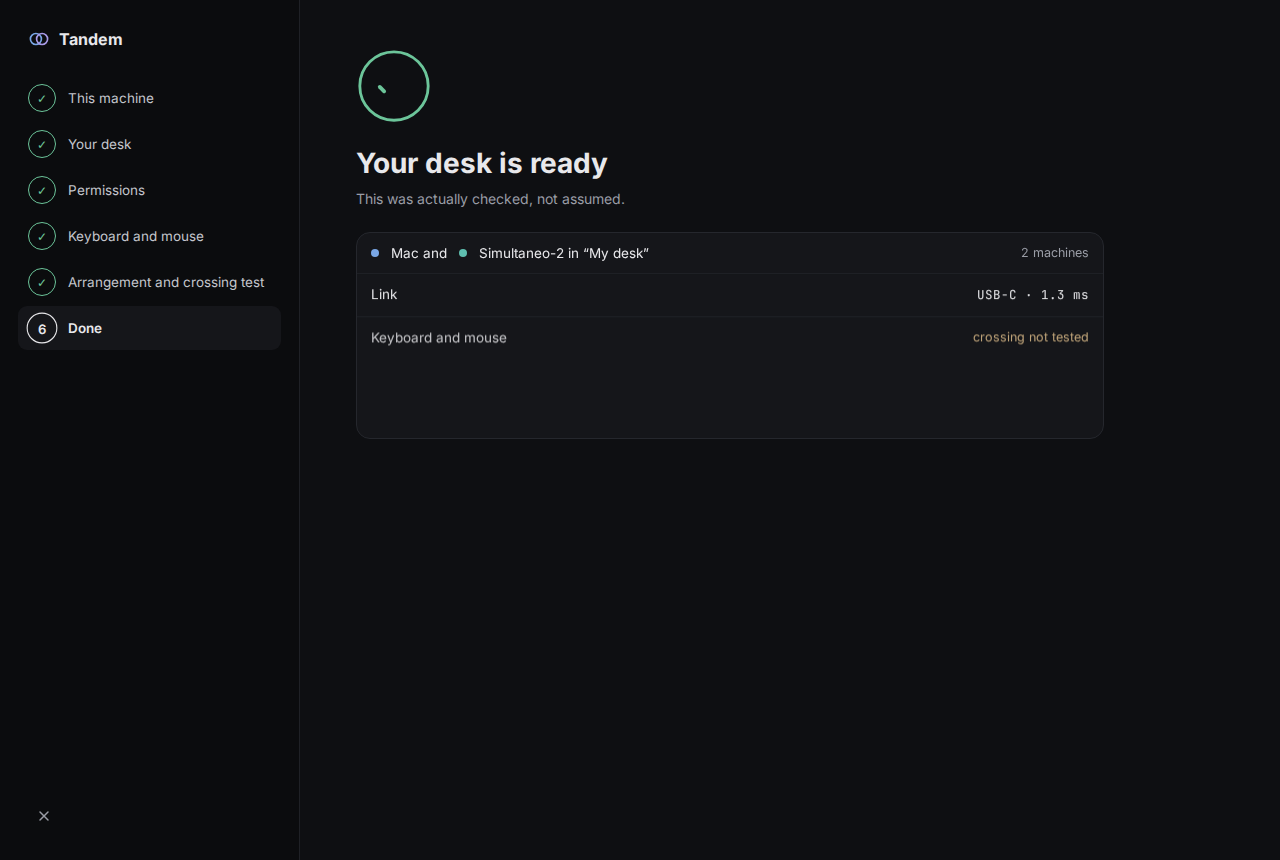 Tandem
✓ This machine
✓ Your desk
✓ Permissions
✓ Keyboard and mouse
✓ Arrangement and crossing test
6 Done
Your desk is ready
This was actually checked, not assumed.
Mac and Simultaneo-2 in “My desk” 2 machines
Link USB-C · 1.3 ms
Keyboard and mouse crossing not tested